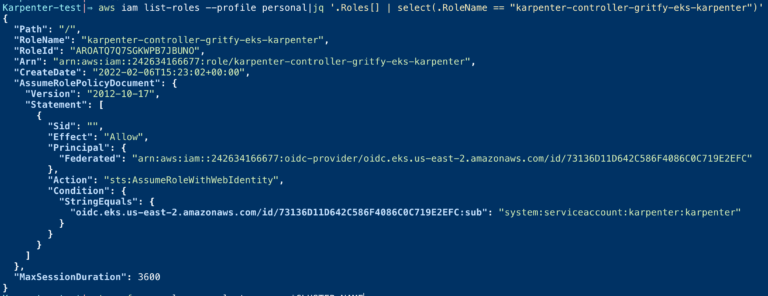 Karpenter-test|⇒ aws iam list-roles --profile personal|jq '.Roles[] | select(.RoleName == "karpenter-controller-gritfy-eks-karpenter")'
{
  "Path": "/",
  "RoleName": "karpenter-controller-gritfy-eks-karpenter",
  "RoleId": "AROATQ7Q7SGKWPB7JBUNO",
  "Arn": "arn:aws:iam::242634166677:role/karpenter-controller-gritfy-eks-karpenter",
  "CreateDate": "2022-02-06T15:23:02+00:00",
  "AssumeRolePolicyDocument": {
    "Version": "2012-10-17",
    "Statement": [
      {
        "Sid": "",
        "Effect": "Allow",
        "Principal": {
          "Federated": "arn:aws:iam::242634166677:oidc-provider/oidc.eks.us-east-2.amazonaws.com/id/73136D11D642C586F4086C0C719E2EFC"
        },
        "Action": "sts:AssumeRoleWithWebIdentity",
        "Condition": {
          "StringEquals": {
            "oidc.eks.us-east-2.amazonaws.com/id/73136D11D642C586F4086C0C719E2EFC:sub": "system:serviceaccount:karpenter:karpenter"
          }
        }
      }
    ]
  },
  "MaxSessionDuration": 3600
}